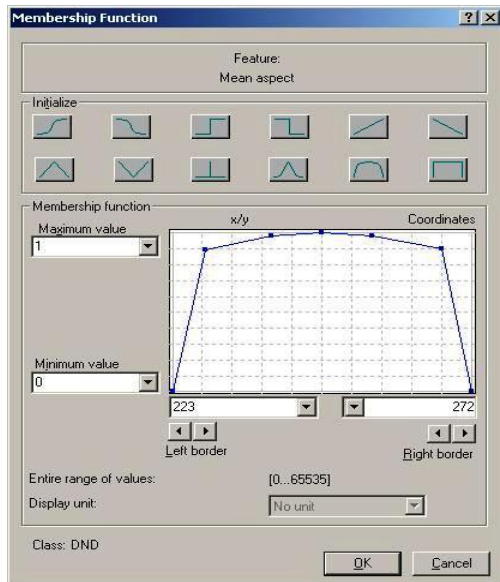 Membership Function
Feature:
Mean aspect
Initialize
Membership function
Maximum value
x/y
Coordinates
1
Minimum value
0
223
272
Left border
Right border
Entire range of values:
[0...65535]
Display unit:
No unit
Class: DND
OK
Cancel